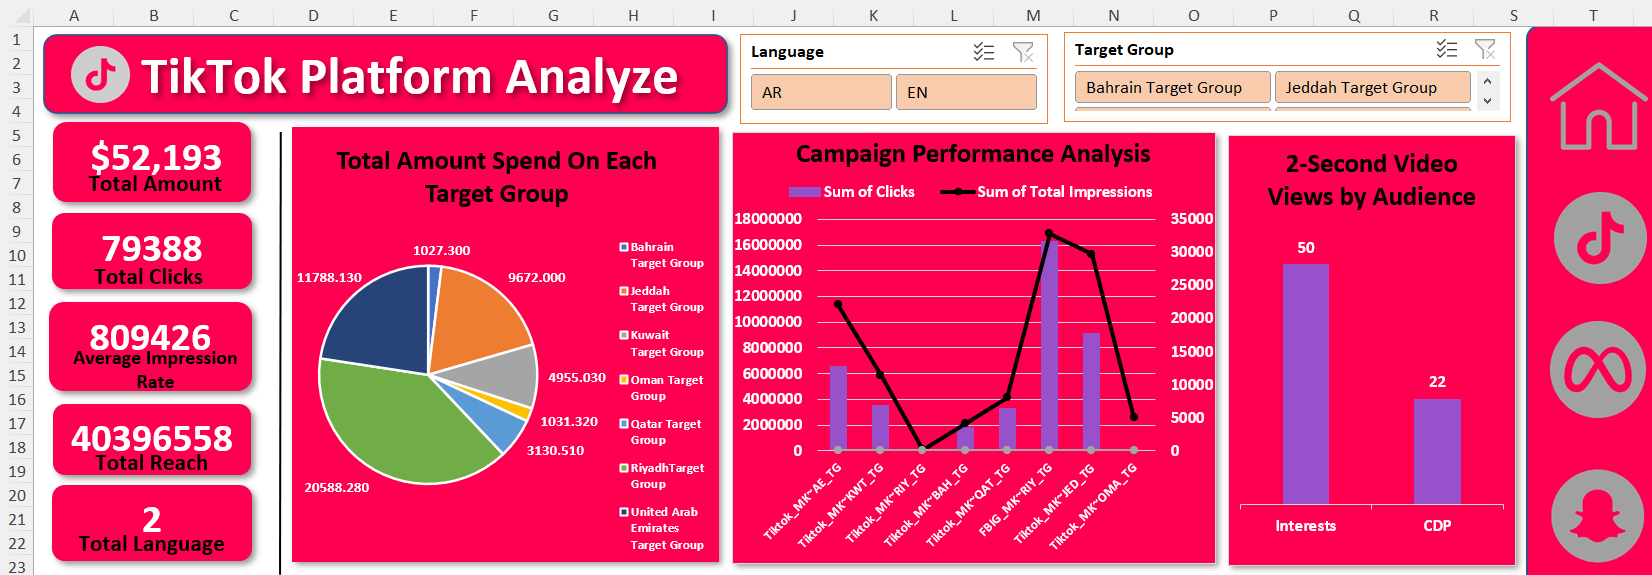 A B C D E F G H I J K L M N O P Q R S T
1
2
3
4
5
6
7
8
9
10
11
12
13
14
15
16
17
18
19
20
21
22
23
TikTok Platform Analyze
Language
AR EN
Target Group
Bahrain Target Group Jeddah Target Group
$52,193
Total Amount
79388
Total Clicks
809426
Average Impression
Rate
40396558
Total Reach
2
Total Language
Total Amount Spend On Each
Target Group
1027.300
9672.000
4955.030
1031.320
3130.510
20588.280
11788.130
Bahrain
Target Group
Jeddah
Target Group
Kuwait
Target Group
Oman Target
Group
Qatar Target
Group
RiyadhTarget
Group
United Arab
Emirates
Target Group
Campaign Performance Analysis
Sum of Clicks Sum of Total Impressions
18000000
16000000
14000000
12000000
10000000
8000000
6000000
4000000
2000000
0
35000
30000
25000
20000
15000
10000
5000
0
Tiktok_MK~AE_TG
Tiktok_MK~KWT_TG
Tiktok_MK~RIY_TG
Tiktok_MK~BAH_TG
Tiktok_MK~QAT_TG
FBIG_MK~RIY_TG
Tiktok_MK~JED_TG
Tiktok_MK~OMA_TG
2-Second Video
Views by Audience
50
22
Interests CDP